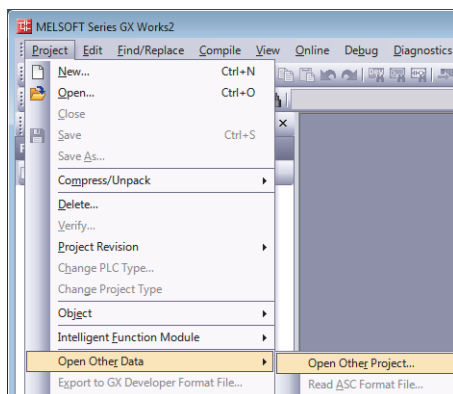 MELSOFT Series GX Works2
Project Edit Find/Replace Compile View Online Debug Diagnostics
New... Ctrl+N
Open... Ctrl+O
Close
Save Ctrl+S
Save As...
Compress/Unpack
Delete...
Verify...
Project Revision
Change PLC Type...
Change Project Type
Object
Intelligent Function Module
Open Other Data
Open Other Project...
Export to GX Developer Format File...
Read ASC Format File...